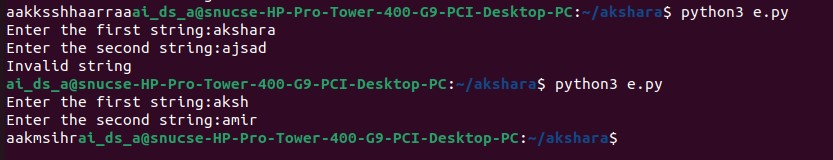 aakksshhaarraaai_ds_a@snucse-HP-Pro-Tower-400-G9-PCI-Desktop-PC:~/akshara$ python3 e.py
Enter the first string:akshara
Enter the second string:ajsad
Invalid string
ai_ds_a@snucse-HP-Pro-Tower-400-G9-PCI-Desktop-PC:~/akshara$ python3 e.py
Enter the first string:aksh
Enter the second string:amir
aakmsihrai_ds_a@snucse-HP-Pro-Tower-400-G9-PCI-Desktop-PC:~/akshara$